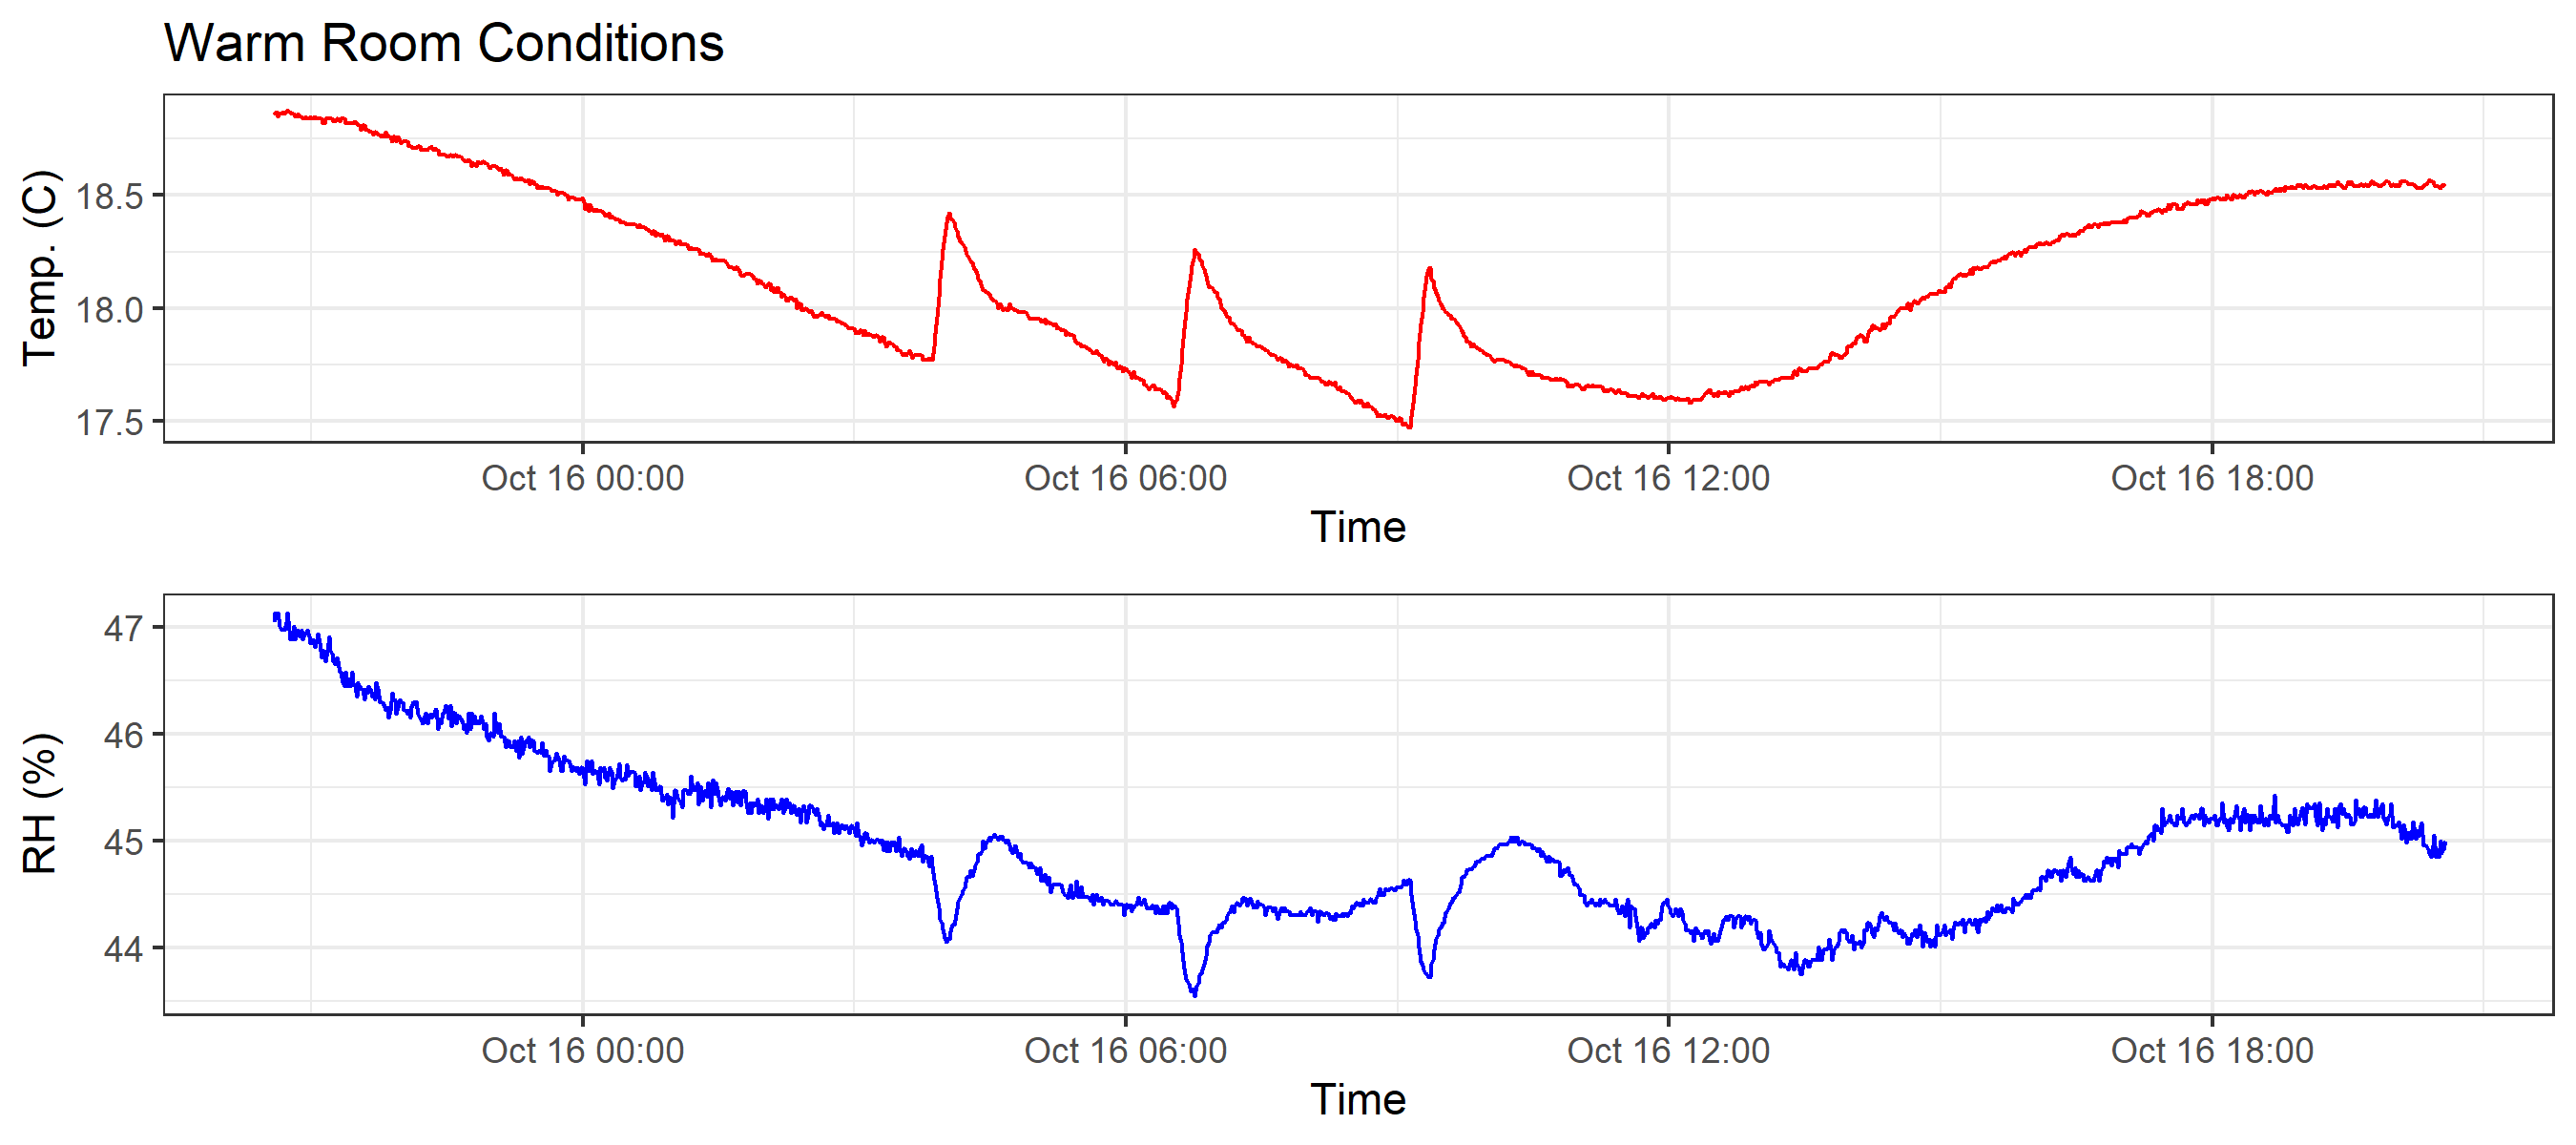 Warm Room Conditions
Temp. (C)
18.5
18.0
17.5
Oct 16 00:00 Oct 16 06:00 Oct 16 12:00 Oct 16 18:00
Time
RH (%)
47
46
45
44
Oct 16 00:00 Oct 16 06:00 Oct 16 12:00 Oct 16 18:00
Time